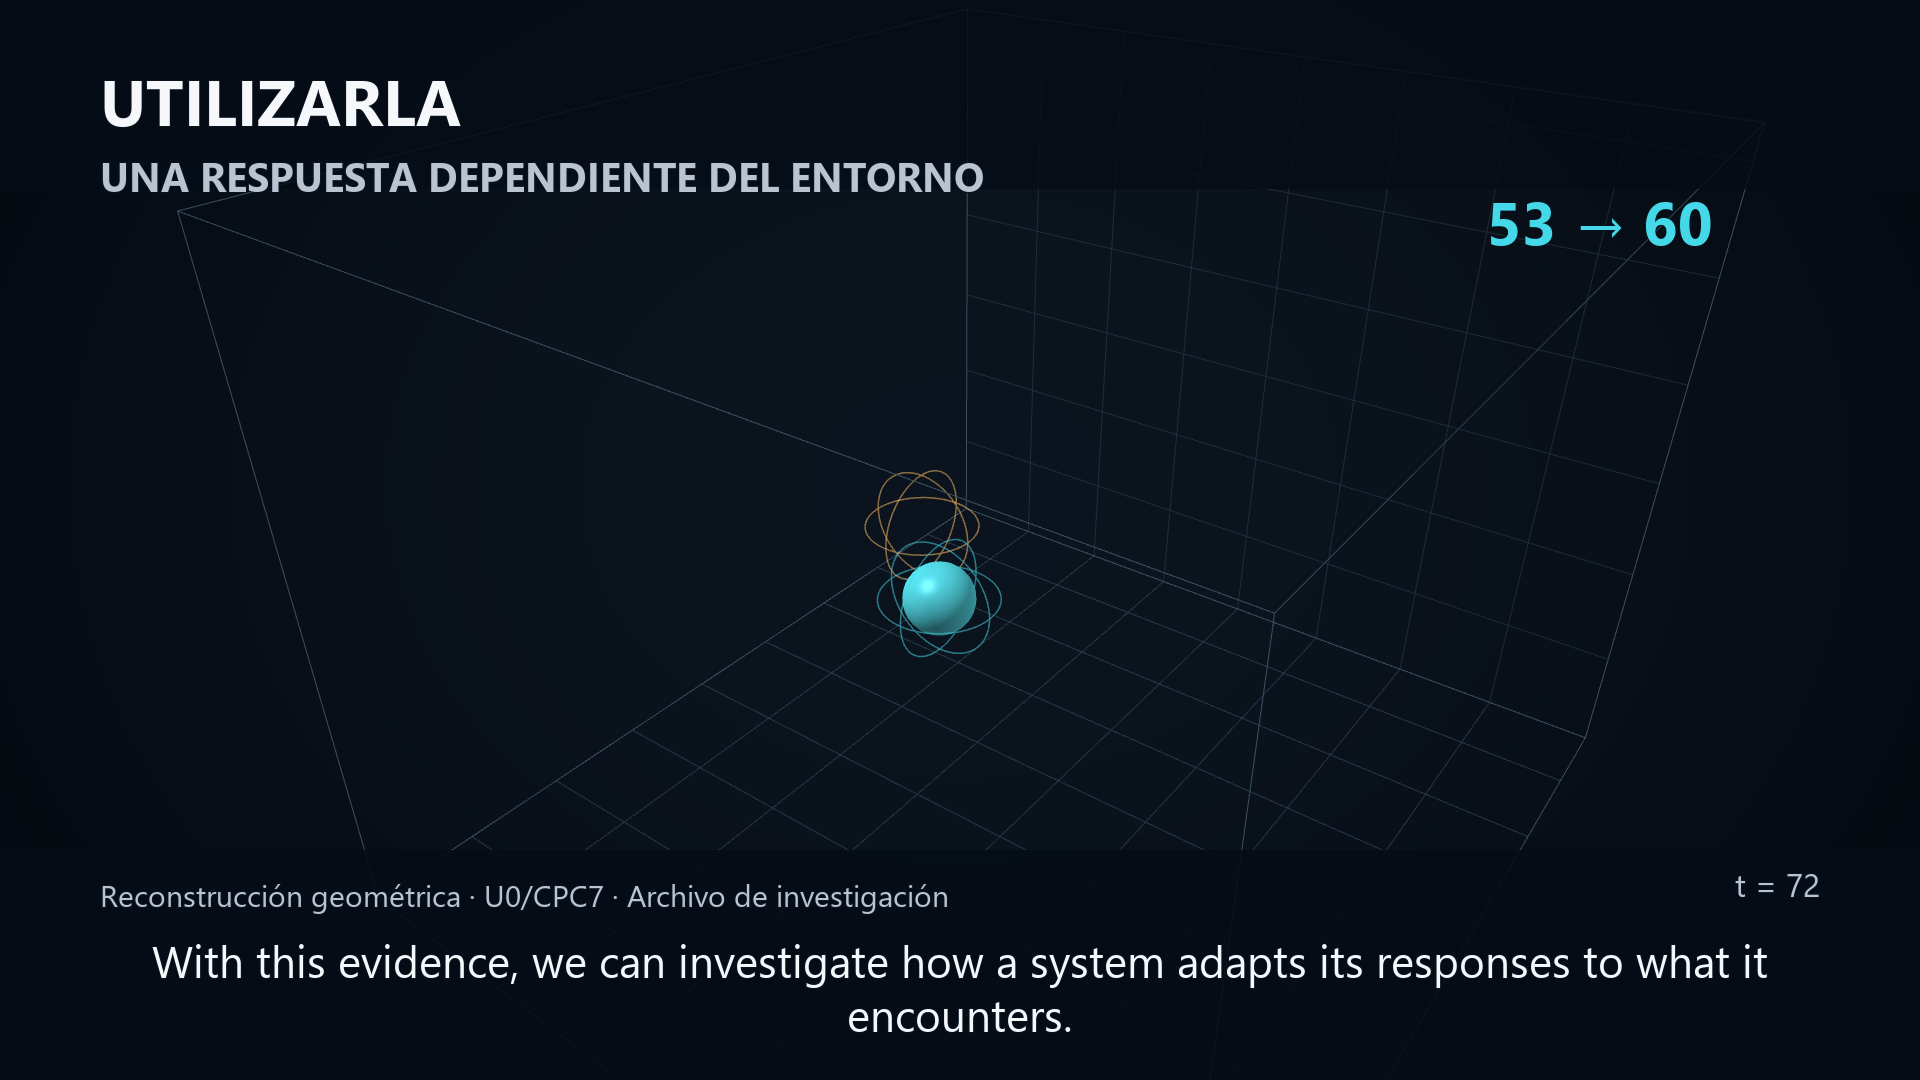 UTILIZARLA
UNA RESPUESTA DEPENDIENTE DEL ENTORNO
53 → 60
Reconstrucción geométrica · U0/CPC7 · Archivo de investigación
t = 72
With this evidence, we can investigate how a system adapts its responses to what it
encounters.